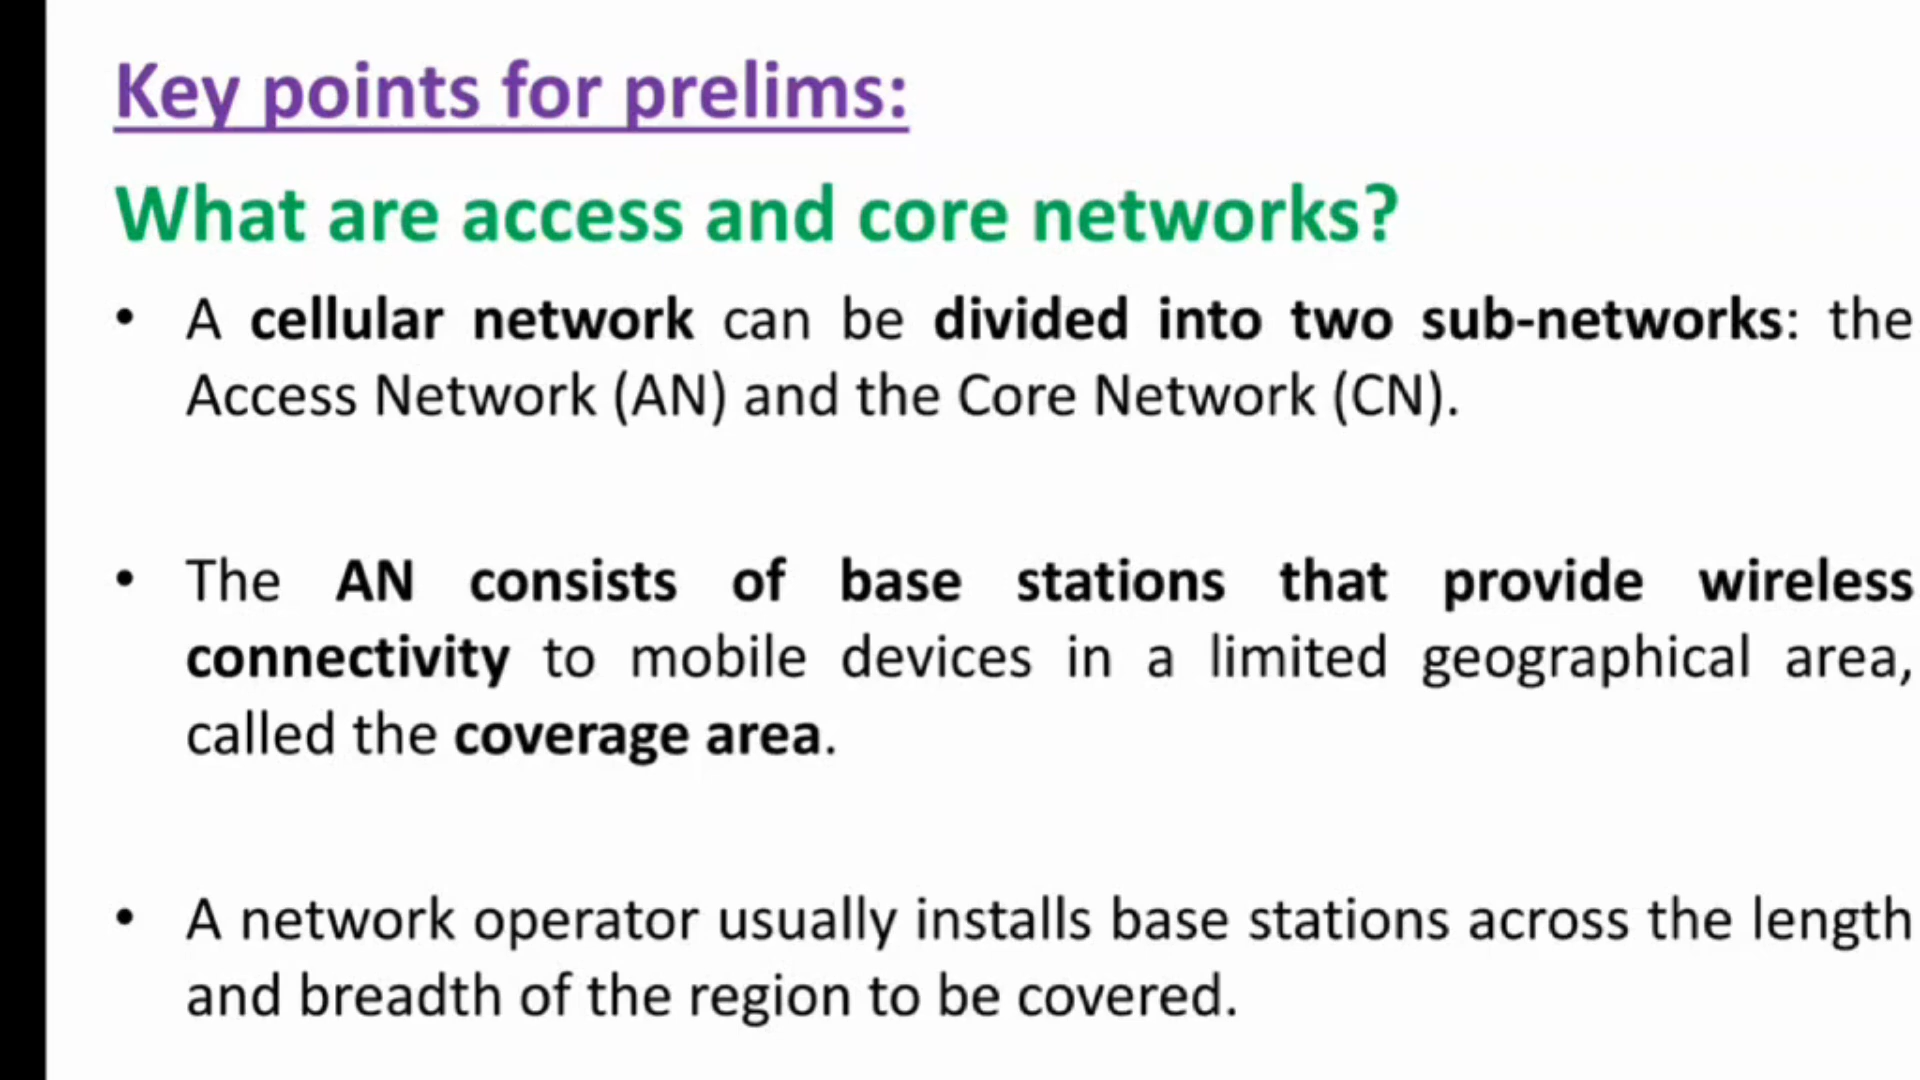 Key points for prelims:
What are access and core networks?
• A cellular network can be divided into two sub-networks: the
Access Network (AN) and the Core Network (CN).
• The AN consists of base stations that provide wireless
connectivity to mobile devices in a limited geographical area,
called the coverage area.
• A network operator usually installs base stations across the length
and breadth of the region to be covered.